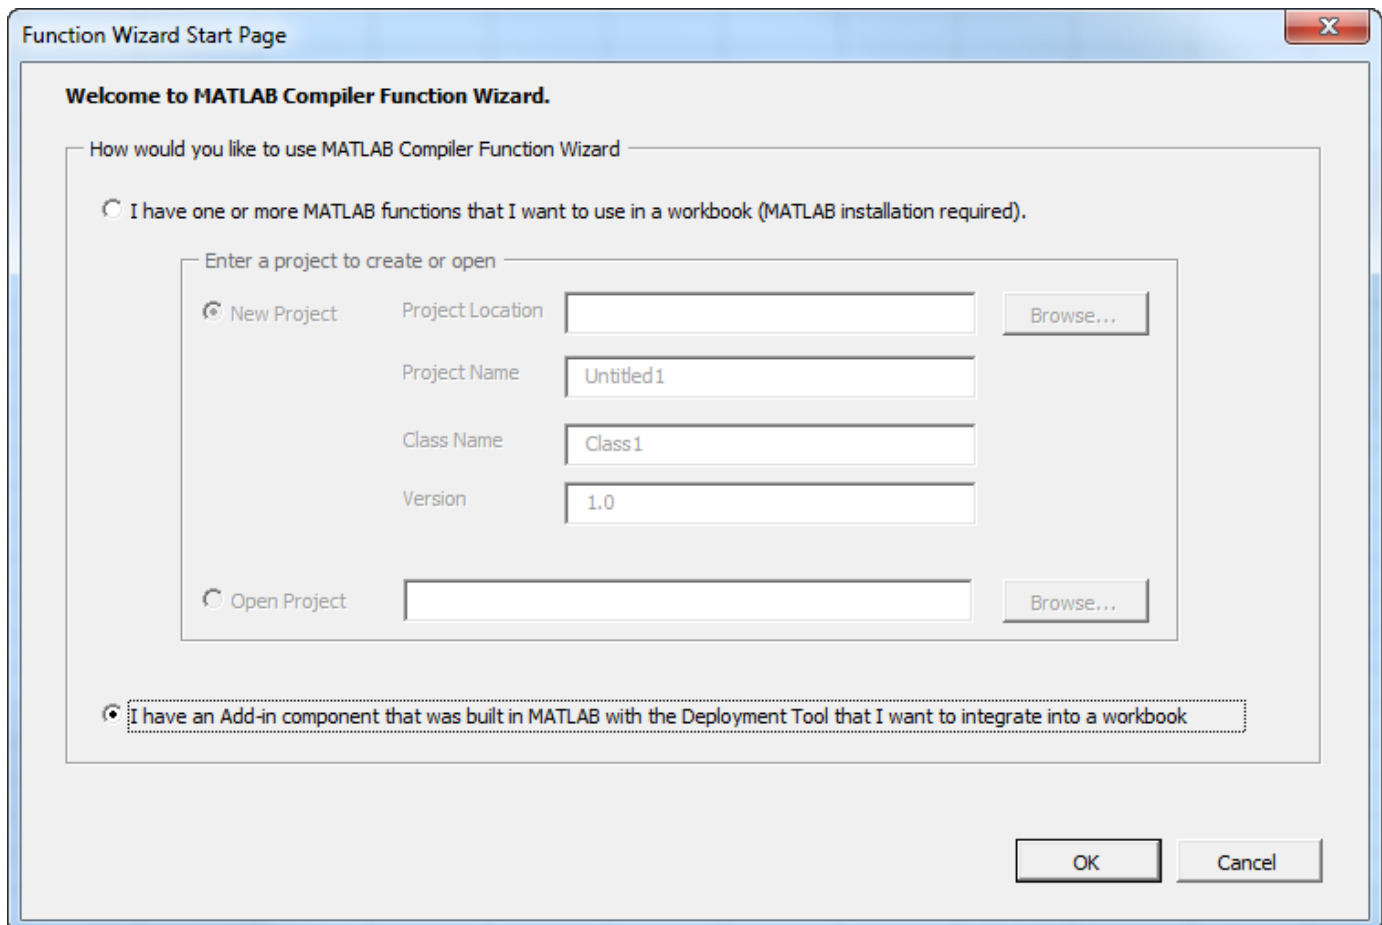 Function Wizard Start Page
Welcome to MATLAB Compiler Function Wizard.
How would you like to use MATLAB Compiler Function Wizard
I have one or more MATLAB functions that I want to use in a workbook (MATLAB installation required).
Enter a project to create or open
New Project Project Location Browse...
Project Name Untitled1
Class Name Class1
Version 1.0
Open Project Browse...
I have an Add-in component that was built in MATLAB with the Deployment Tool that I want to integrate into a workbook
OK Cancel